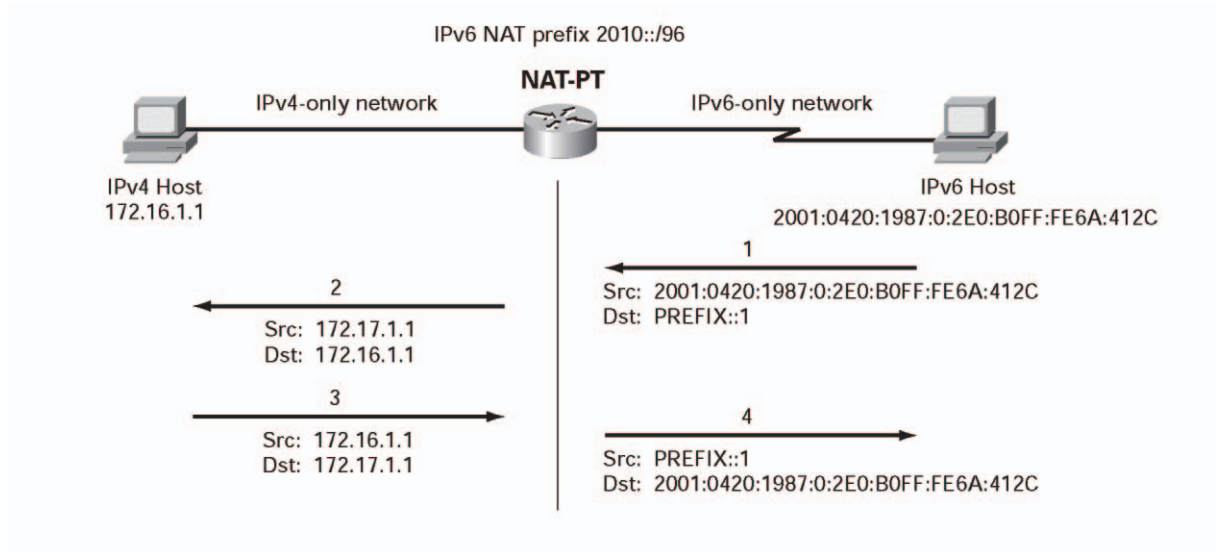 IPv6 NAT prefix 2010::/96
NAT-PT
IPv4-only network
IPv6-only network
IPv4 Host
172.16.1.1
IPv6 Host
2001:0420:1987:0:2E0:B0FF:FE6A:412C
1
Src: 2001:0420:1987:0:2E0:B0FF:FE6A:412C
Dst: PREFIX::1
2
Src: 172.17.1.1
Dst: 172.16.1.1
3
Src: 172.16.1.1
Dst: 172.17.1.1
4
Src: PREFIX::1
Dst: 2001:0420:1987:0:2E0:B0FF:FE6A:412C